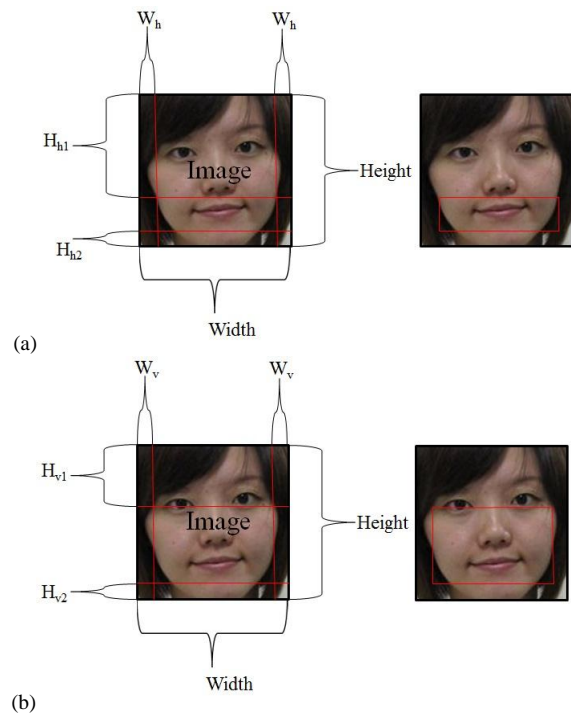 W_h W_h
H_h1
Image
Height
H_h2
Width
(a)
W_v W_v
H_v1
Image
Height
H_v2
Width
(b)